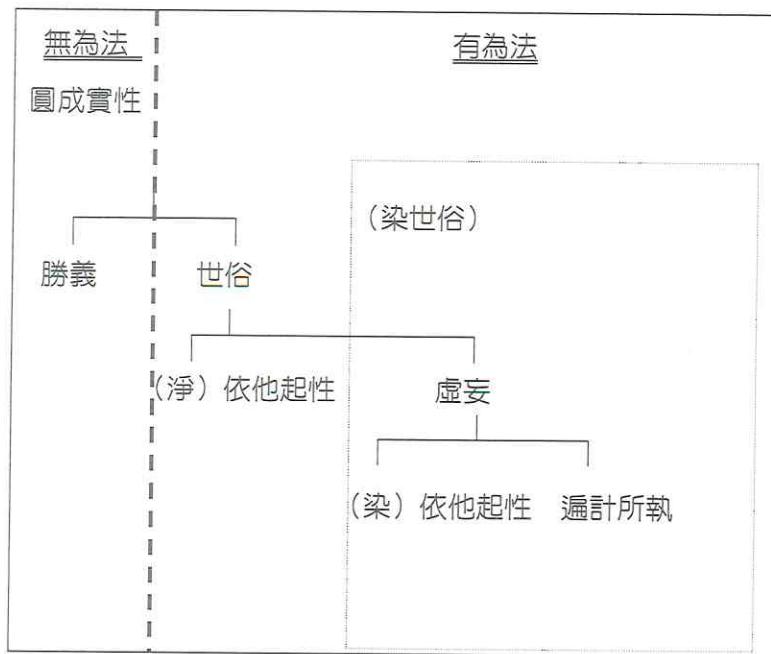 無為法 有為法
圓成實性
（染世俗）
勝義 世俗
（淨）依他起性 虛妄
（染）依他起性 遍計所執